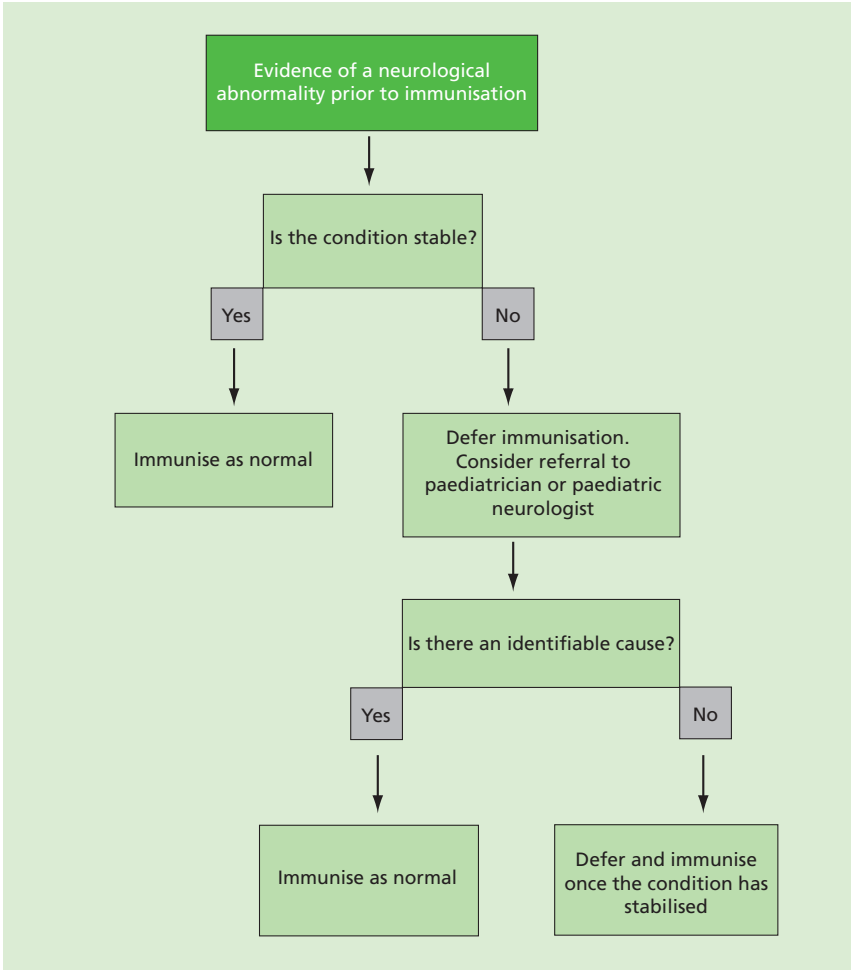 Evidence of a neurological
abnormality prior to immunisation
Is the condition stable?
Yes
No
Immunise as normal
Defer immunisation.
Consider referral to
paediatrician or paediatric
neurologist
Is there an identifiable cause?
Yes
No
Immunise as normal
Defer and immunise
once the condition has
stabilised